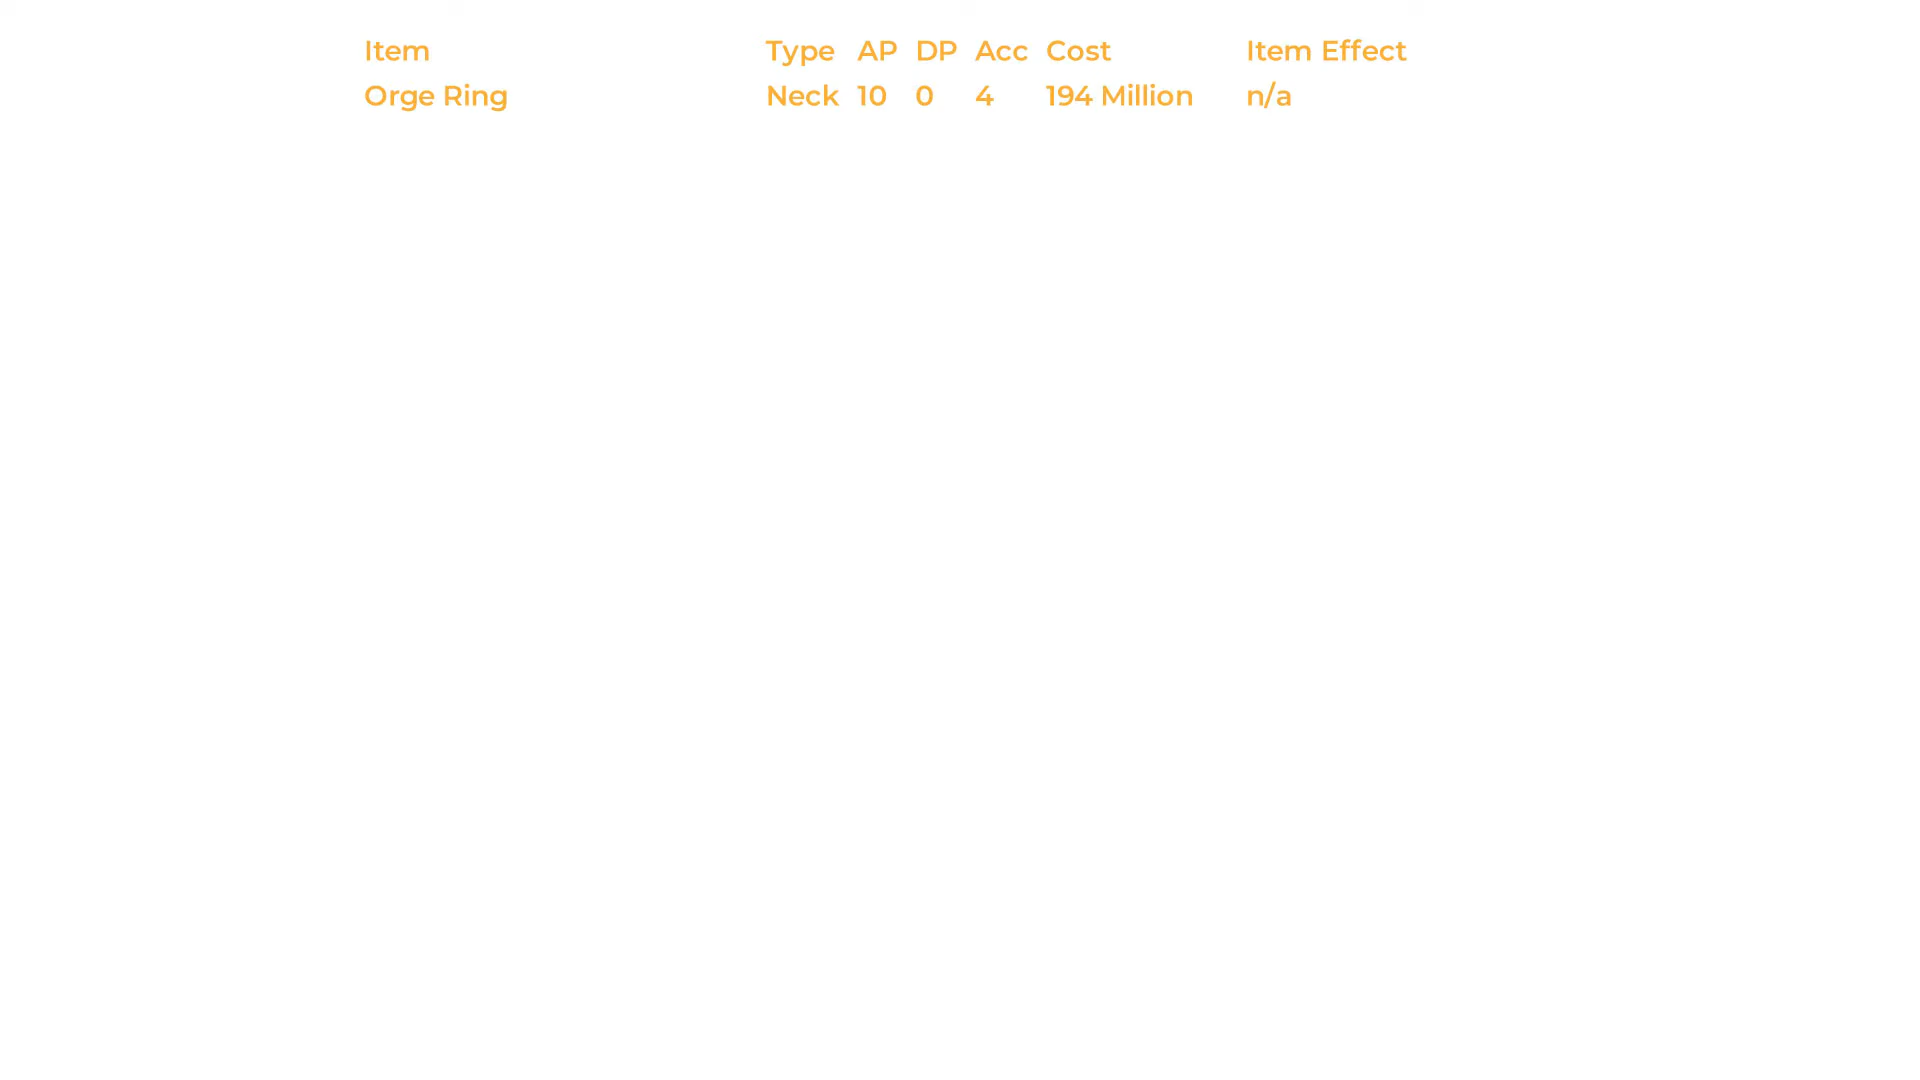 Item Type AP DP Acc Cost Item Effect
Orge Ring Neck 10 0 4 194 Million n/a